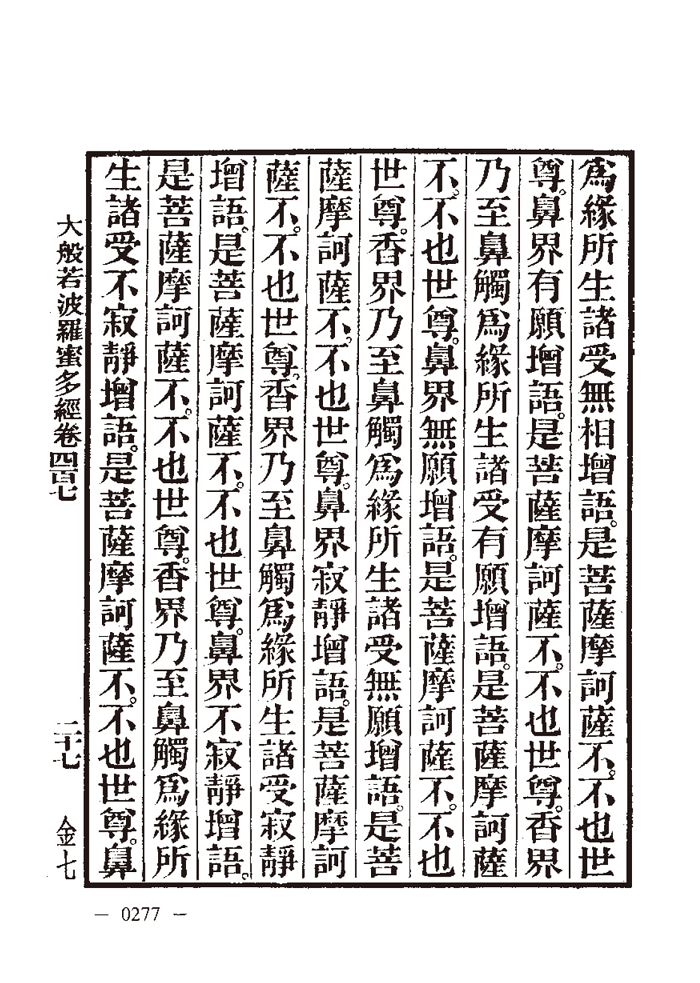 爲緣所生諸受無相增語。是菩薩摩訶薩不。不也世
尊。鼻界有願增語。是菩薩摩訶薩不。不也世尊。香界
乃至鼻觸爲緣所生諸受有願增語。是菩薩摩訶薩
不。不也世尊。鼻界無願增語。是菩薩摩訶薩不。不也
世尊。香界乃至鼻觸爲緣所生諸受無願增語。是菩
薩摩訶薩不。不也世尊。鼻界寂靜增語。是菩薩摩訶
薩不。不也世尊。香界乃至鼻觸爲緣所生諸受寂靜
增語。是菩薩摩訶薩不。不也世尊。鼻界不寂靜增語。
是菩薩摩訶薩不。不也世尊。香界乃至鼻觸爲緣所
生諸受不寂靜增語。是菩薩摩訶薩不。不也世尊。鼻
大般若波羅蜜多經卷四百七 二十七 金七
— 0277 —